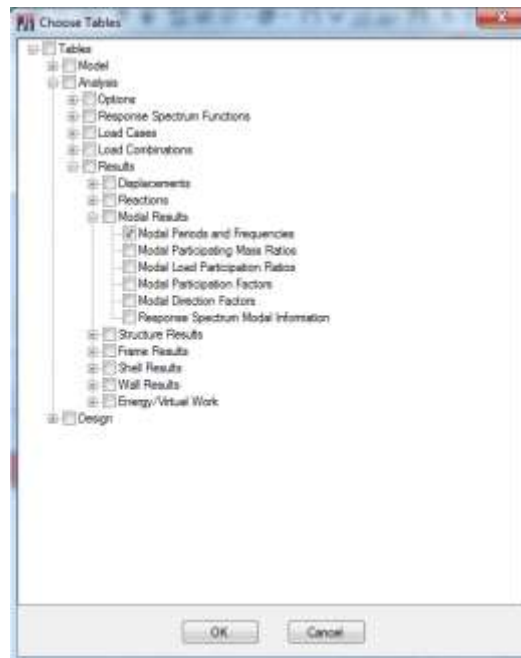 Choose Tables
Tables
Model
Analysis
Options
Response Spectrum Functions
Load Cases
Load Combinations
Results
Displacements
Reactions
Modal Results
Modal Periods and Frequencies
Modal Participating Mass Ratios
Modal Load Participation Ratios
Modal Participation Factors
Modal Direction Factors
Response Spectrum Modal Information
Structure Results
Frame Results
Shell Results
Wall Results
Energy/Virtual Work
Design
OK Cancel